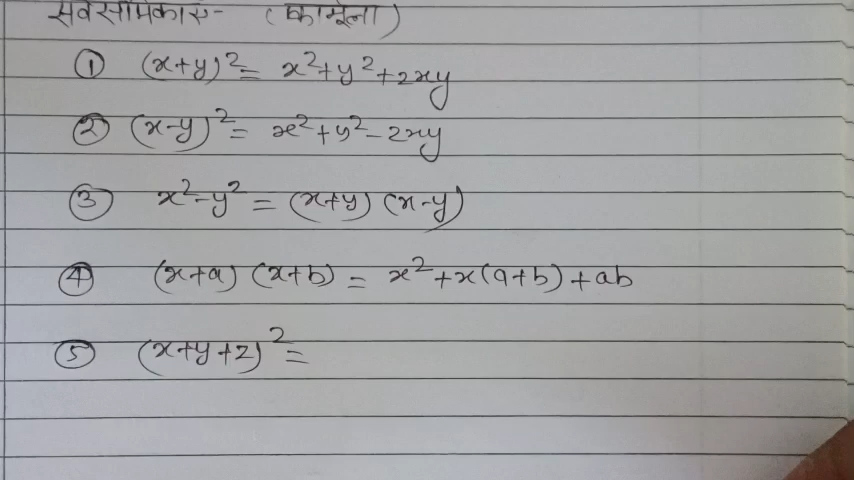 सर्वसमिकाए- (फार्मूला)
① (x+y)² = x²+y²+2xy
② (x-y)² = x²+y²-2xy
③ x²-y² = (x+y) (x-y)
④ (x+a) (x+b) = x²+x(a+b)+ab
⑤ (x+y+z)² =